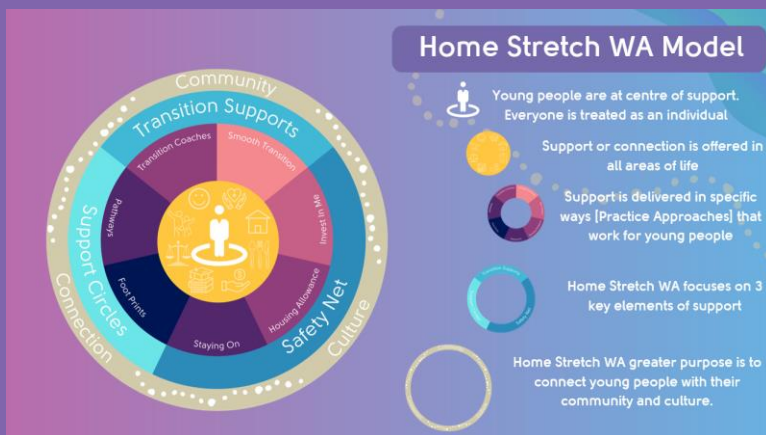 Home Stretch WA Model
Community
Transition Supports
Transition Coaches
Smooth Transition
Pathways
Invest in Me
Foot Prints
Housing Allowance
Staying On
Support Circles
Safety Net
Connection
Culture
Young people are at centre of support.
Everyone is treated as an individual
Support or connection is offered in
all areas of life
Support is delivered in specific
ways [Practice Approaches] that
work for young people
Home Stretch WA focuses on 3
key elements of support
Home Stretch WA greater purpose is to
connect young people with their
community and culture.